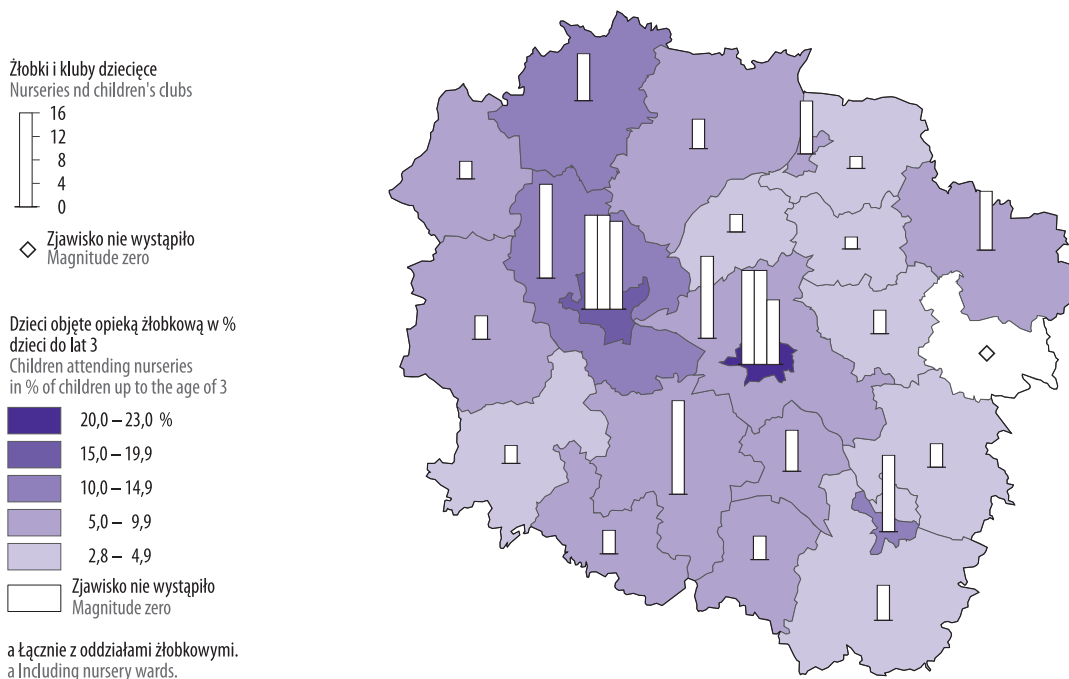 Żłobki i kluby dziecięce
Nurseries nd children's clubs
16
12
8
4
0
Zjawisko nie wystąpiło
Magnitude zero
Dzieci objęte opieką żłobkową w %
dzieci do lat 3
Children attending nurseries
in % of children up to the age of 3
20,0 – 23,0 %
15,0 – 19,9
10,0 – 14,9
5,0 – 9,9
2,8 – 4,9
Zjawisko nie wystąpiło
Magnitude zero
a Łącznie z oddziałami żłobkowymi.
a Including nursery wards.